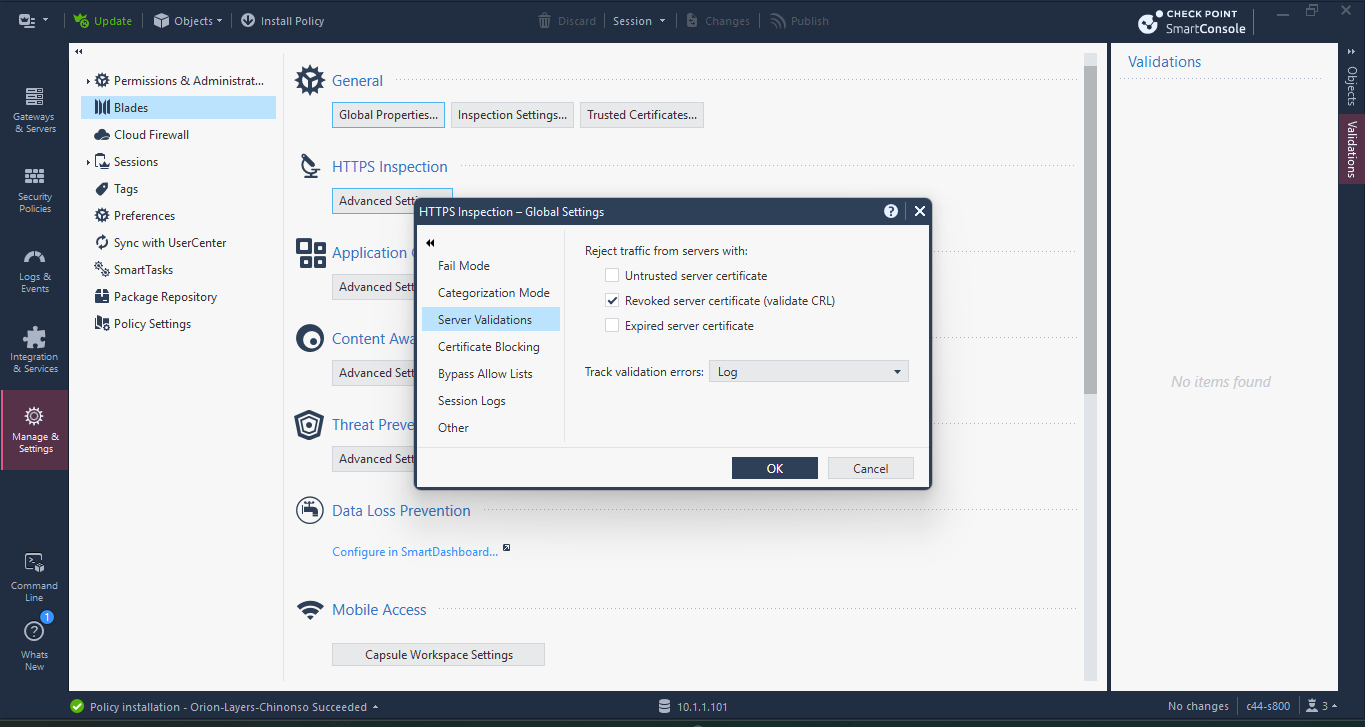 Update
Objects
Install Policy
Discard
Session
Changes
Publish
CHECK POINT
SmartConsole
Gateways
& Servers
Security
Policies
Logs &
Events
Integration
& Services
Manage &
Settings
Command
Line
1
Whats
New
Permissions & Administrat...
Blades
Cloud Firewall
Sessions
Tags
Preferences
Sync with UserCenter
SmartTasks
Package Repository
Policy Settings
General
Global Properties...
Inspection Settings...
Trusted Certificates...
HTTPS Inspection
Advanced Setti
Application C
Advanced Sett
Content Awa
Advanced Sett
Threat Preve
Advanced Sett
Data Loss Prevention
Configure in SmartDashboard...
Mobile Access
Capsule Workspace Settings
HTTPS Inspection – Global Settings
Fail Mode
Categorization Mode
Server Validations
Certificate Blocking
Bypass Allow Lists
Session Logs
Other
Reject traffic from servers with:
Untrusted server certificate
Revoked server certificate (validate CRL)
Expired server certificate
Track validation errors: Log
OK
Cancel
Validations
No items found
Objects
Validations
Policy installation - Orion-Layers-Chinonso Succeeded
10.1.1.101
No changes
c44-s800
3